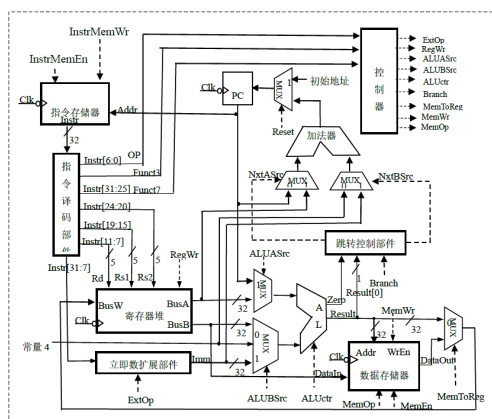 InstrMemWr
InstrMemEn
Clk
指令存储器
Addr
Instr
32
Clk
PC
MUX
1
初始地址
Reset
加法器
控制器
ExtOp
RegWr
ALUASrc
ALUBSrc
ALUctr
Branch
MemToReg
MemWr
MemOp
指令译码部件
Instr[6:0]
OP
Funct3
Instr[31:25]
Funct7
Instr[24:20]
Instr[19:15]
Instr[11:7]
Instr[31:7]
5
5
5
Rd
Rs1
Rs2
RegWr
NxtASrc
MUX
MUX
NxtBSrc
跳转控制部件
Branch
ALUASrc
1
Result[0]
BusW
BusA
BusB
寄存器堆
Clk
32
32
MUX
MUX
0
1
A
L
Zero
Result
常量 4
立即数扩展部件
Imm
32
ExtOp
ALUBSrc
ALUctr
DataIn
32
MemWr
32
Clk
Addr
WrEn
数据存储器
DataOut
MUX
MemOp
MemEn
MemToReg